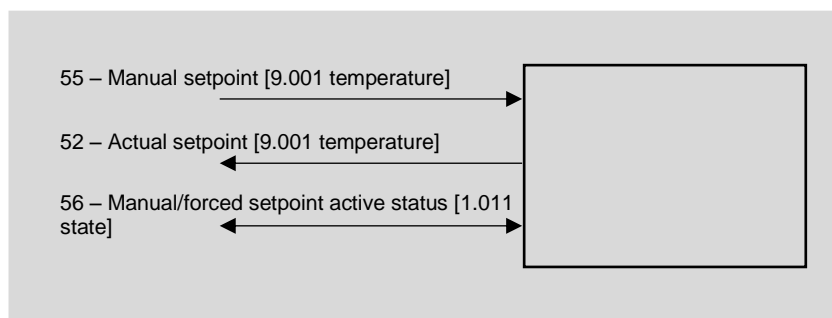 55 – Manual setpoint [9.001 temperature]
52 – Actual setpoint [9.001 temperature]
56 – Manual/forced setpoint active status [1.011
state]